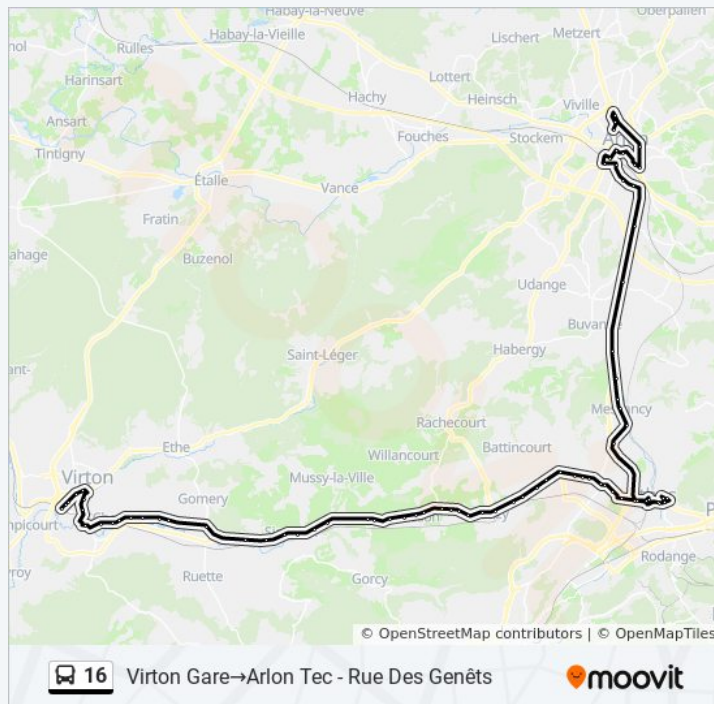 Habay-la-Neuve
Oberpallen
Metzert
Habay-la-Vieille
Rulles
Lischert
Harinsart
Lottert
Hachy
Heinsch
Viville
Ansart
Fouches
Stockem
Tintigny
Étalle
Vance
Fratin
Buzenol
Udange
Saint-Léger
Habergy
Rachecourt
Ethe
Willancourt
Battincourt
Virton
Mussy-la-Ville
Gomery
Ruette
Gorcy
Rodange
© OpenStreetMap contributors | © OpenMapTiles
16 Virton Gare→Arlon Tec - Rue Des Genêts
moovit